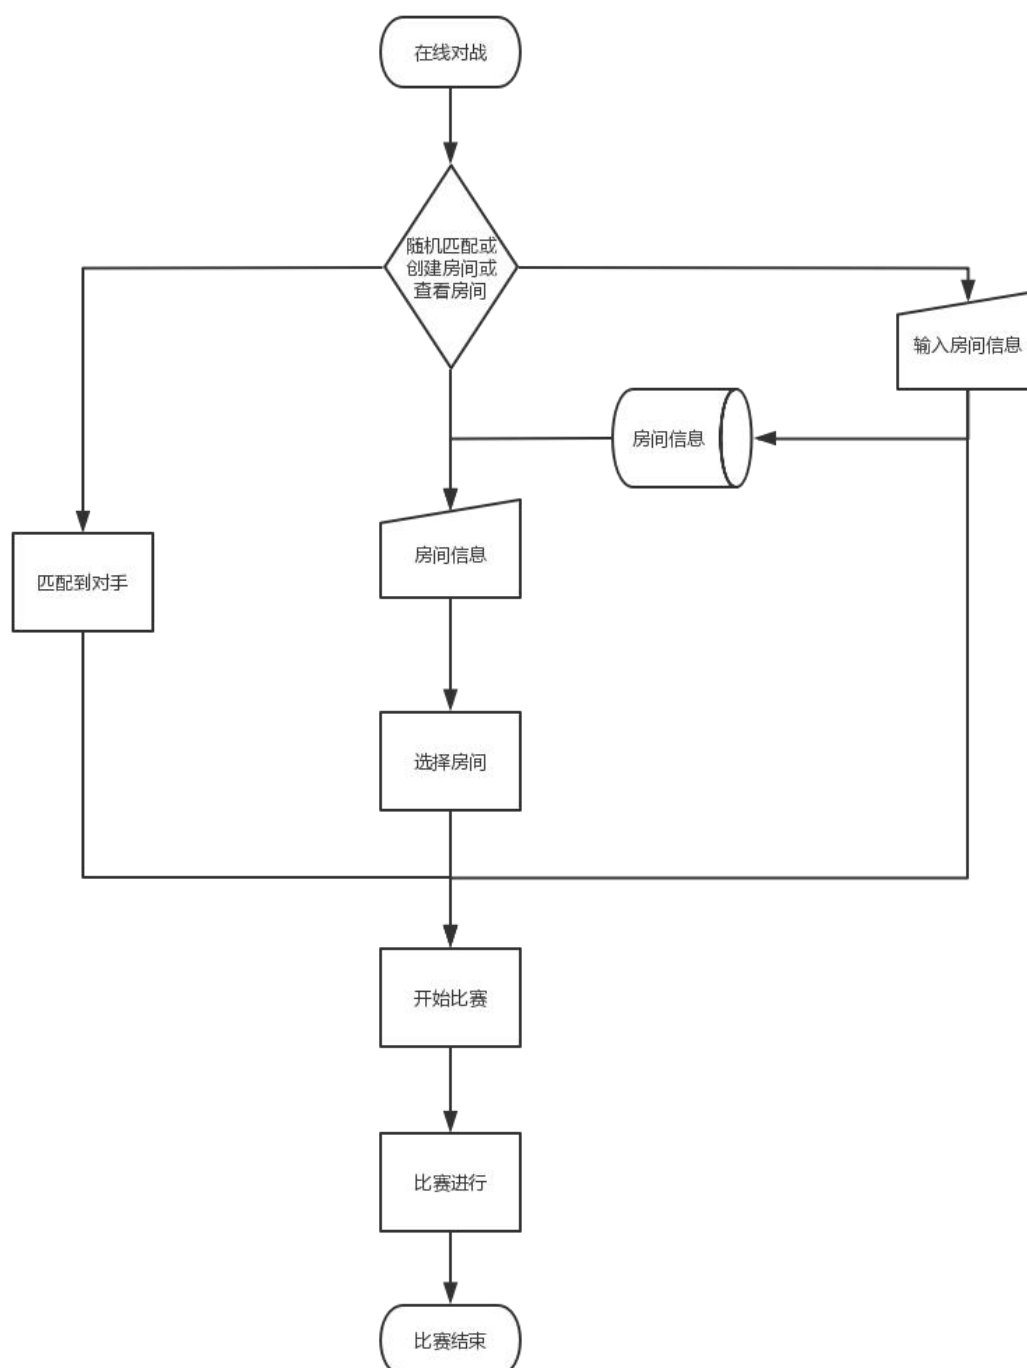 在线对战
随机匹配或
创建房间或
查看房间
输入房间信息
房间信息
房间信息
匹配到对手
选择房间
开始比赛
比赛进行
比赛结束